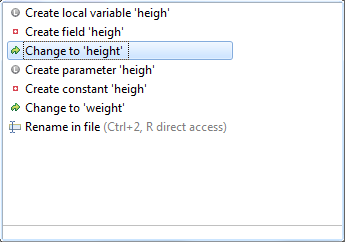 Create local variable 'heigh'
Create field 'heigh'
Change to 'height'
Create parameter 'heigh'
Create constant 'heigh'
Change to 'weight'
Rename in file (Ctrl+2, R direct access)